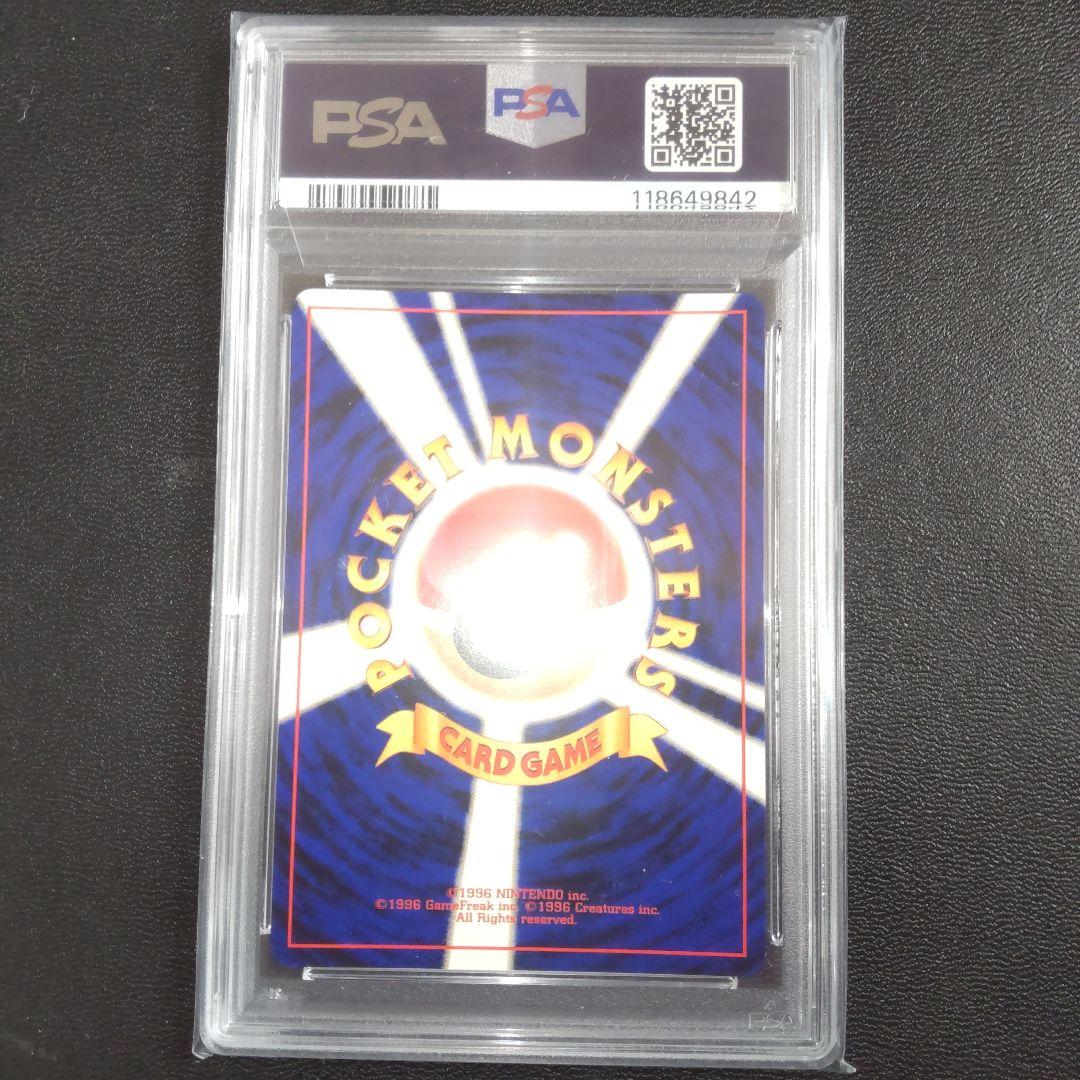 PSA
PSA
118649842
POCKET MONSTERS
CARD GAME
©1996 NINTENDO inc.
©1996 GameFreak inc. ©1996 Creatures inc.
All Rights reserved.
PSA